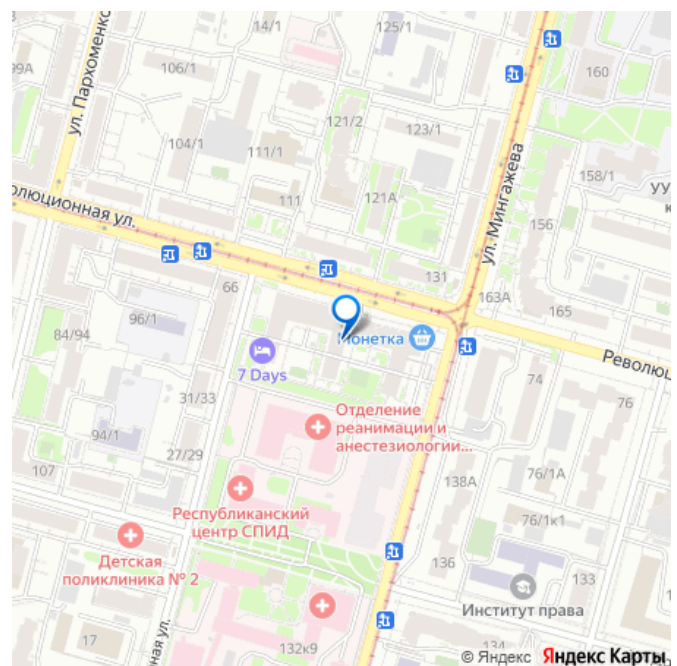 14/1
125/1
99А
ул. Пархоменко
106/1
160
121/2
123/1
104/1
111/1
158/1
УУ
к
121А
111
ул. Мингажева
156
олюционная ул.
131
66
163А
165
96/1
84/94
Монетка
Революц
7 Days
74
31/33
76
Отделение
реанимации и
анестезиологии...
94/1
27/29
107
76/1А
138А
Республиканский
центр СПИД
76/1к1
Детская
поликлиника № 2
136
133
Институт права
17
132к9
134
онная ул.
© Яндекс Яндекс Карты